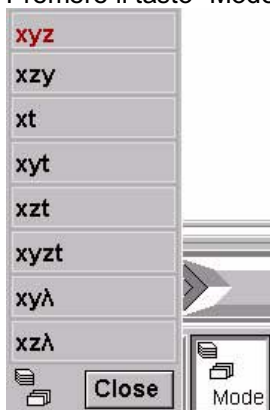 Premere il tasto "Mode
xyz
xzy
xt
xyt
xzt
xyzt
xyλ
xzλ
Close
Mode